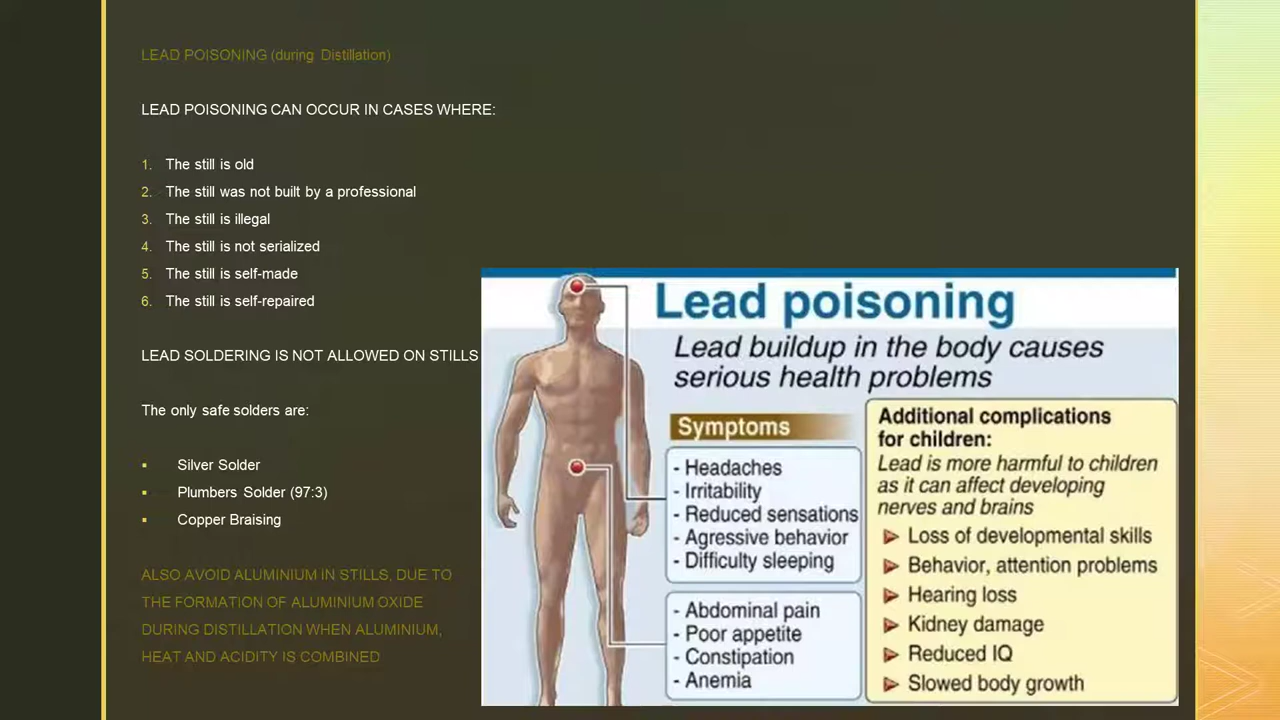 LEAD POISONING (during Distillation)
LEAD POISONING CAN OCCUR IN CASES WHERE:
1. The still is old
2. The still was not built by a professional
3. The still is illegal
4. The still is not serialized
5. The still is self-made
6. The still is self-repaired
LEAD SOLDERING IS NOT ALLOWED ON STILLS
The only safe solders are:
▪ Silver Solder
▪ Plumbers Solder (97:3)
▪ Copper Braising
ALSO AVOID ALUMINIUM IN STILLS, DUE TO
THE FORMATION OF ALUMINIUM OXIDE
DURING DISTILLATION WHEN ALUMINIUM,
HEAT AND ACIDITY IS COMBINED
Lead poisoning
Lead buildup in the body causes
serious health problems
Symptoms
- Headaches
- Irritability
- Reduced sensations
- Agressive behavior
- Difficulty sleeping
- Abdominal pain
- Poor appetite
- Constipation
- Anemia
Additional complications
for children:
Lead is more harmful to children
as it can affect developing
nerves and brains
Loss of developmental skills
Behavior, attention problems
Hearing loss
Kidney damage
Reduced IQ
Slowed body growth